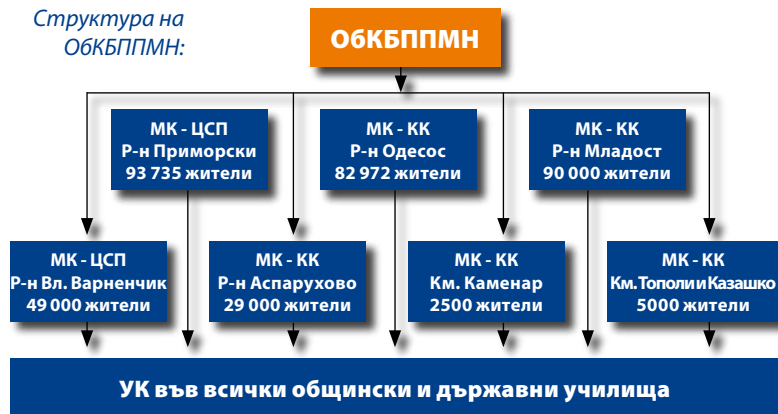 Структура на
ОбКБППМН:
ОбКБППМН
МК - ЦСП
Р-н Приморски
93 735 жители
МК - КК
Р-н Одесос
82 972 жители
МК - КК
Р-н Младост
90 000 жители
МК - ЦСП
Р-н Вл. Варненчик
49 000 жители
МК - КК
Р-н Аспарухово
29 000 жители
МК - КК
Км. Каменар
2500 жители
МК - КК
Км. Тополи и Казашко
5000 жители
УК във всички общински и държавни училища